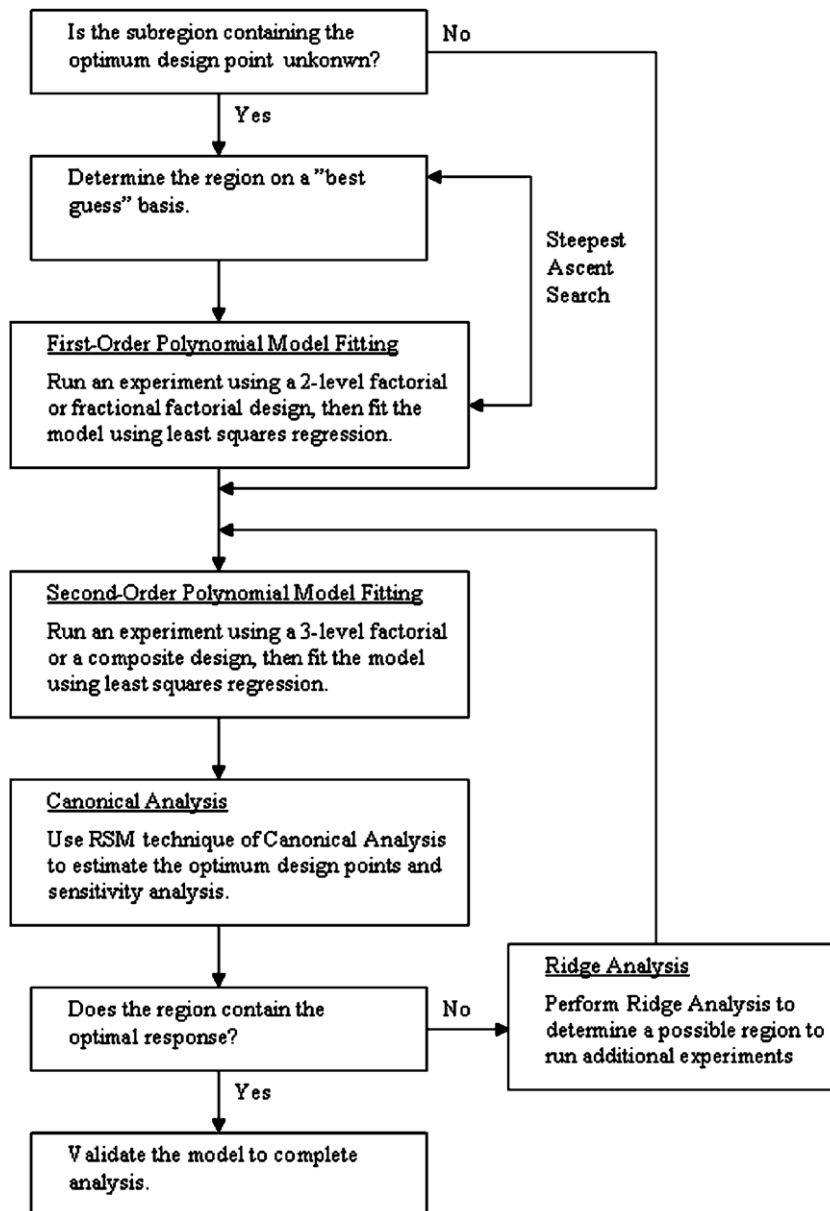 Is the subregion containing the
optimum design point unkonwn?
No
Yes
Determine the region on a ”best
guess” basis.
Steepest
Ascent
Search
First-Order Polynomial Model Fitting
Run an experiment using a 2-level factorial
or fractional factorial design, then fit the
model using least squares regression.
Second-Order Polynomial Model Fitting
Run an experiment using a 3-level factorial
or a composite design, then fit the model
using least squares regression.
Canonical Analysis
Use RSM technique of Canonical Analysis
to estimate the optimum design points and
sensitivity analysis.
Does the region contain the
optimal response?
No
Ridge Analysis
Perform Ridge Analysis to
determine a possible region to
run additional experiments
Yes
Validate the model to complete
analysis.